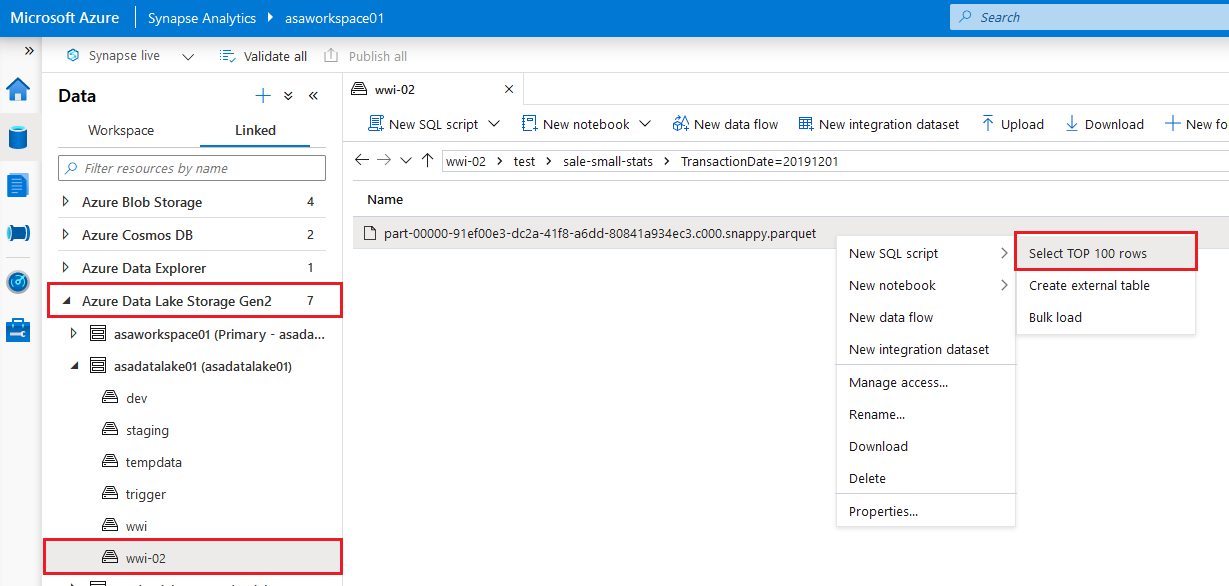 Microsoft Azure
Synapse Analytics
asaworkspace01
Search
»
Synapse live
Validate all
Publish all
Data
«
Workspace
Linked
Filter resources by name
Azure Blob Storage 4
Azure Cosmos DB 2
Azure Data Explorer 1
Azure Data Lake Storage Gen2 7
asaworkspace01 (Primary - asada...
asadatalake01 (asadatalake01)
dev
staging
tempdata
trigger
wwi
wwi-02
wwi-02
New SQL script
New notebook
New data flow
New integration dataset
Upload
Download
New fo
wwi-02 > test > sale-small-stats > TransactionDate=20191201
Name
part-00000-91ef00e3-dc2a-41f8-a6dd-80841a934ec3.c000.snappy.parquet
New SQL script
New notebook
New data flow
New integration dataset
Manage access...
Rename...
Download
Delete
Properties...
Select TOP 100 rows
Create external table
Bulk load